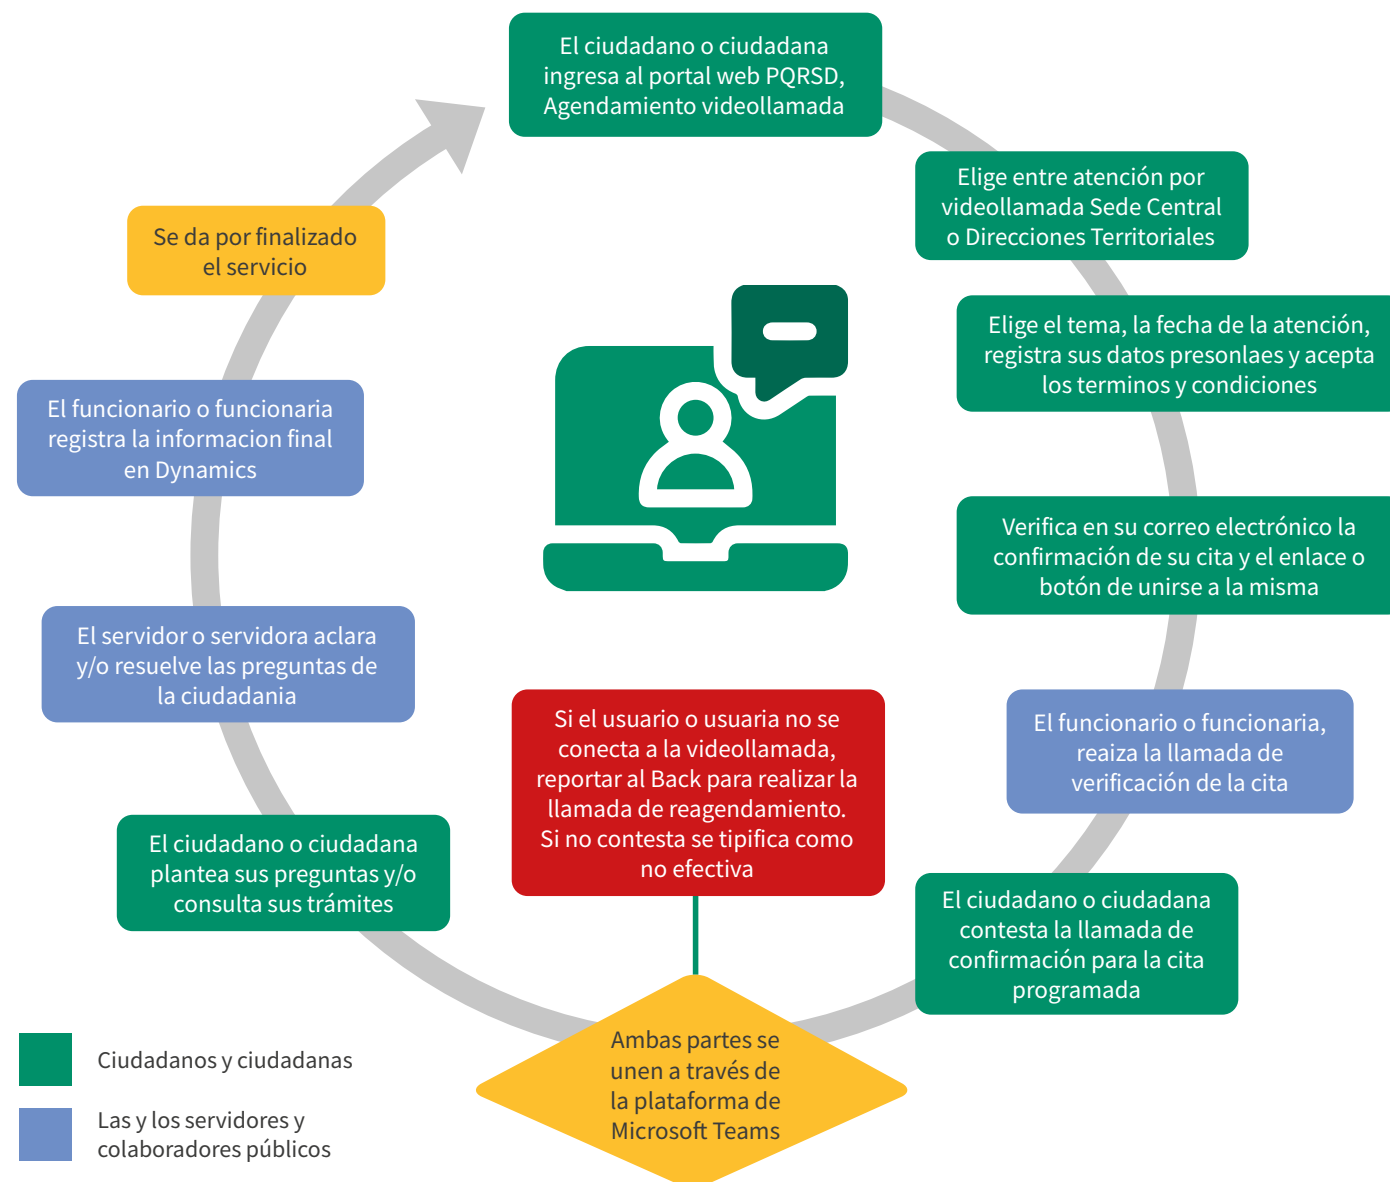 El ciudadano o ciudadana
ingresa al portal web PQRSD,
Agendamiento videollamada
Elige entre atención por
videollamada Sede Central
o Direcciones Territoriales
Elige el tema, la fecha de la atención,
registra sus datos presonlaes y acepta
los terminos y condiciones
Verifica en su correo electrónico la
confirmación de su cita y el enlace o
botón de unirse a la misma
El funcionario o funcionaria,
reaiza la llamada de
verificación de la cita
El ciudadano o ciudadana
contesta la llamada de
confirmación para la cita
programada
Ambas partes se
unen a través de
la plataforma de
Microsoft Teams
Si el usuario o usuaria no se
conecta a la videollamada,
reportar al Back para realizar la
llamada de reagendamiento.
Si no contesta se tipifica como
no efectiva
El ciudadano o ciudadana
plantea sus preguntas y/o
consulta sus trámites
El servidor o servidora aclara
y/o resuelve las preguntas de
la ciudadania
El funcionario o funcionaria
registra la informacion final
en Dynamics
Se da por finalizado
el servicio
Ciudadanos y ciudadanas
Las y los servidores y
colaboradores públicos